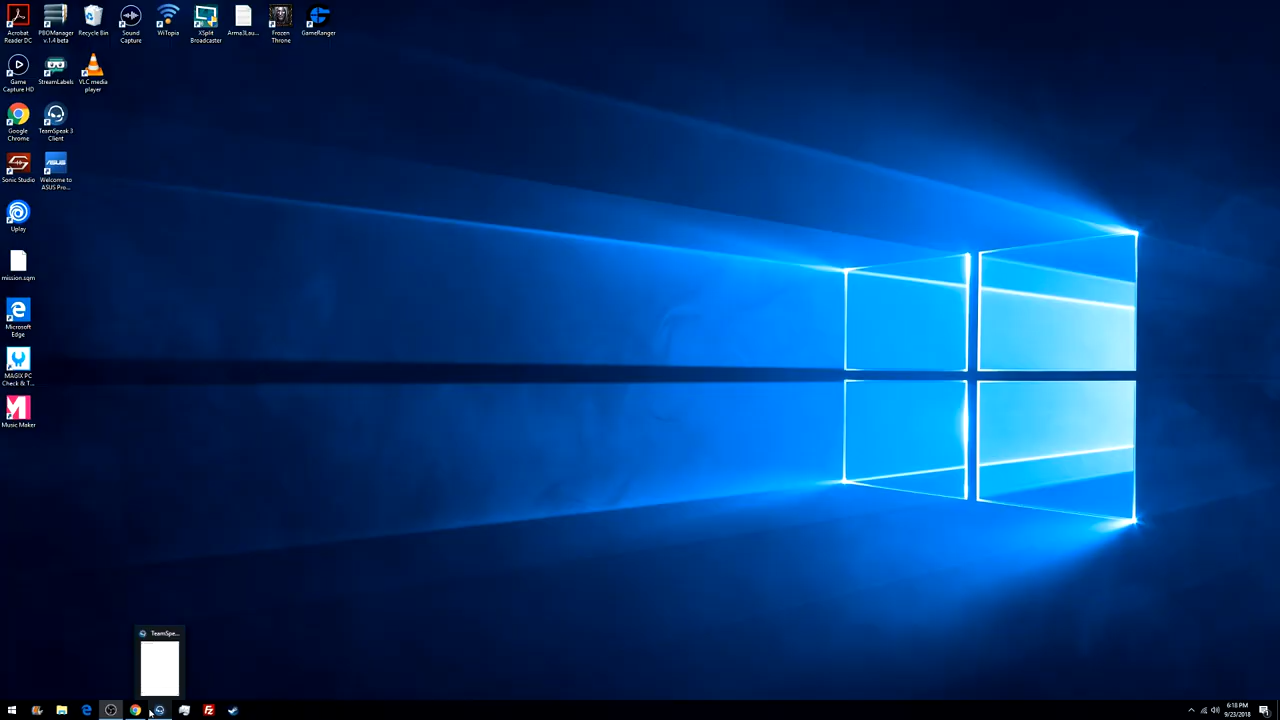 Acrobat
Reader DC
PBOManager
v.1.4 beta
Recycle Bin
Sound
Capture
WiTopia
XSplit
Broadcaster
Arma3Lau...
Frozen
Throne
GameRanger
Game
Capture HD
StreamLabels
VLC media
player
Google
Chrome
TeamSpeak 3
Client
Sonic Studio
ASUS
Welcome to
ASUS Pro...
Uplay
mission.sqm
Microsoft
Edge
MAGIX PC
Check & T...
Music Maker
TeamSpe...
6:18 PM
9/23/2018